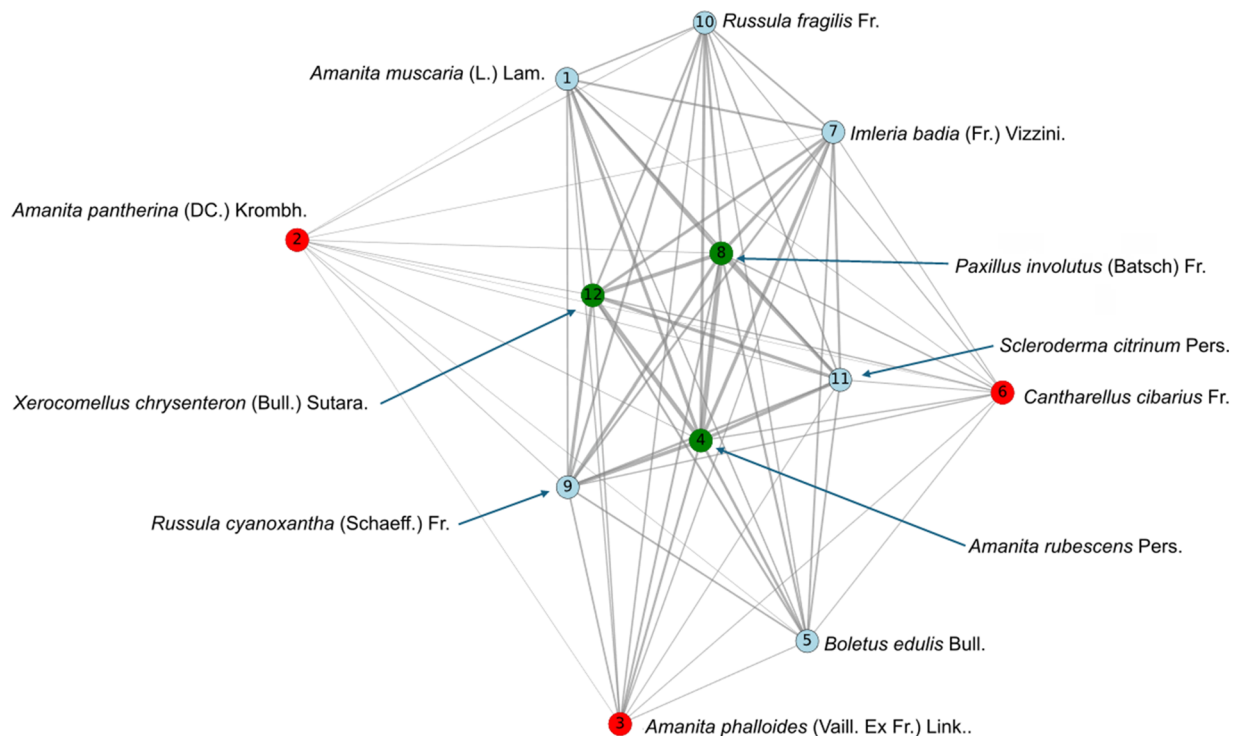 10 Russula fragilis Fr.
Amanita muscaria (L.) Lam. 1
7 Imleria badia (Fr.) Vizzini.
Amanita pantherina (DC.) Krombh.
2
8
Paxillus involutus (Batsch) Fr.
12
Scleroderma citrinum Pers.
11
6 Cantharellus cibarius Fr.
Xerocomellus chrysenteron (Bull.) Sutara.
4
9
Russula cyanoxantha (Schaeff.) Fr.
Amanita rubescens Pers.
5 Boletus edulis Bull.
3 Amanita phalloides (Vaill. Ex Fr.) Link..